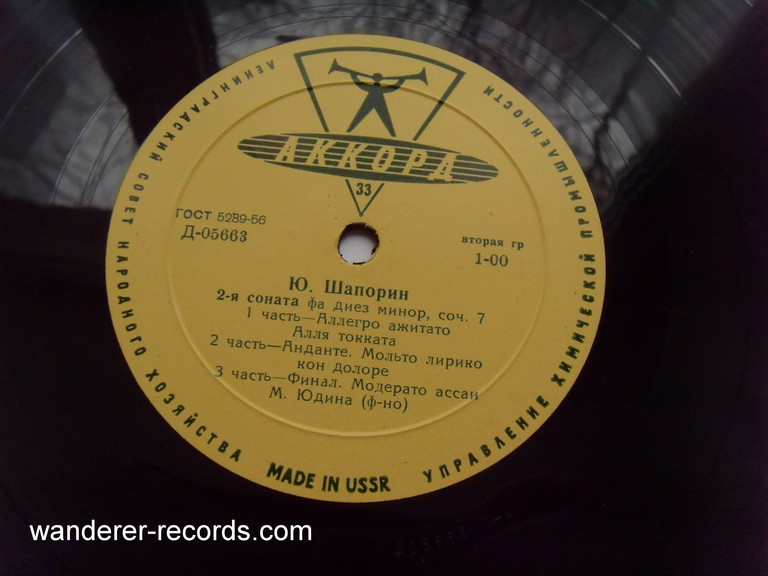 ЛЕНИНГРАДСКИЙ СОВЕТ НАРОДНОГО ХОЗЯЙСТВА
УПРАВЛЕНИЕ ХИМИЧЕСКОЙ ПРОМЫШЛЕННОСТИ
АККОРД
33
ГОСТ 5289-56
Д-05663
вторая гр
1-00
Ю. Шапорин
2-я соната фа диез минор, соч. 7
1 часть—Аллегро ажитато
Алля токката
2 часть—Анданте. Мольто лирико
кон долоре
3 часть—Финал. Модерато ассаи
М. Юдина (ф-но)
MADE IN USSR
wanderer-records.com